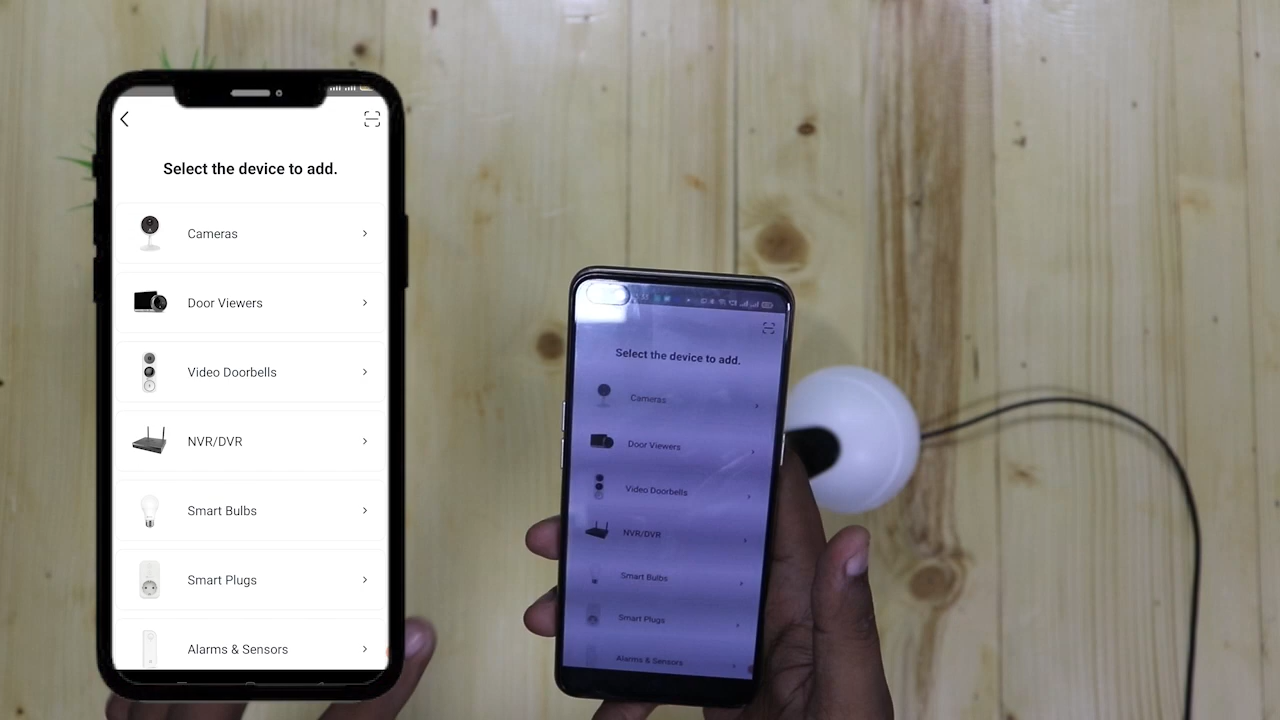 Select the device to add.
Cameras
Door Viewers
Video Doorbells
NVR/DVR
Smart Bulbs
Smart Plugs
Alarms & Sensors
Select the device to add.
Cameras
Door Viewers
Video Doorbells
NVR/DVR
Smart Bulbs
Smart Plugs
Alarms & Sensors